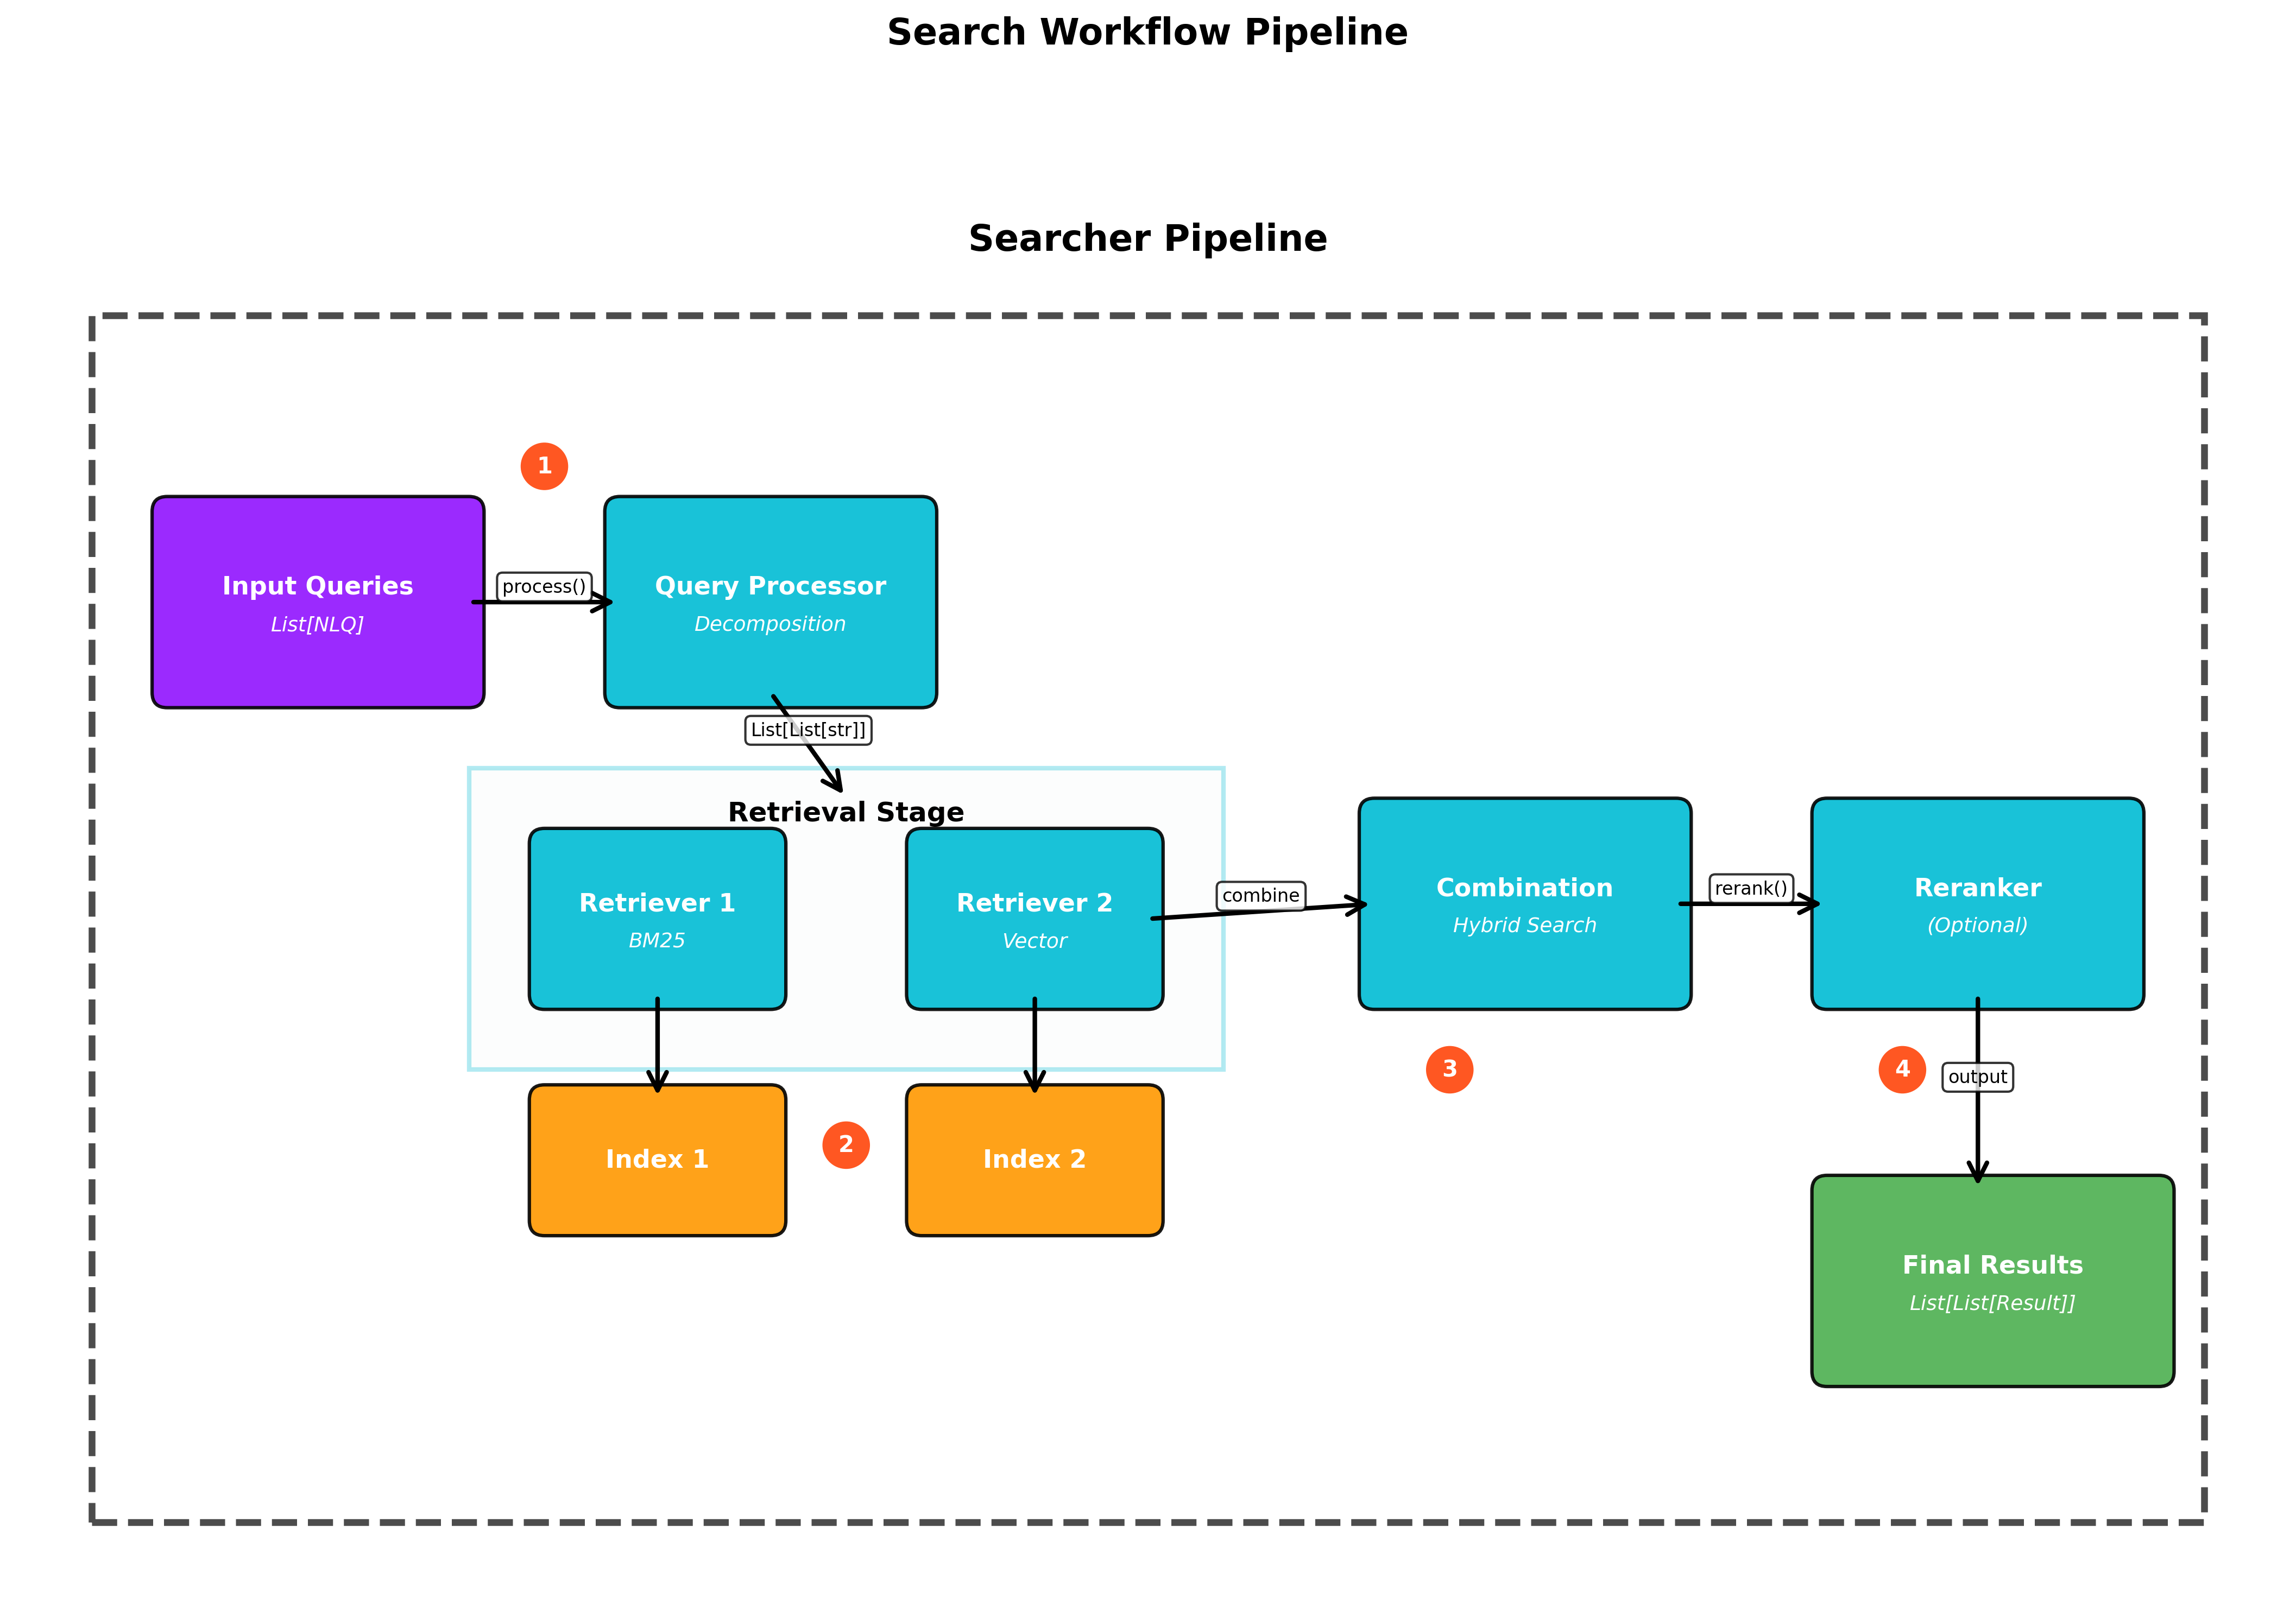 Search Workflow Pipeline
Searcher Pipeline
1
Input Queries
List[NLQ]
process()
Query Processor
Decomposition
List[List[str]]
Retrieval Stage
Retriever 1
BM25
Retriever 2
Vector
combine
Combination
Hybrid Search
rerank()
Reranker
(Optional)
Index 1
2
Index 2
3
4
output
Final Results
List[List[Result]]